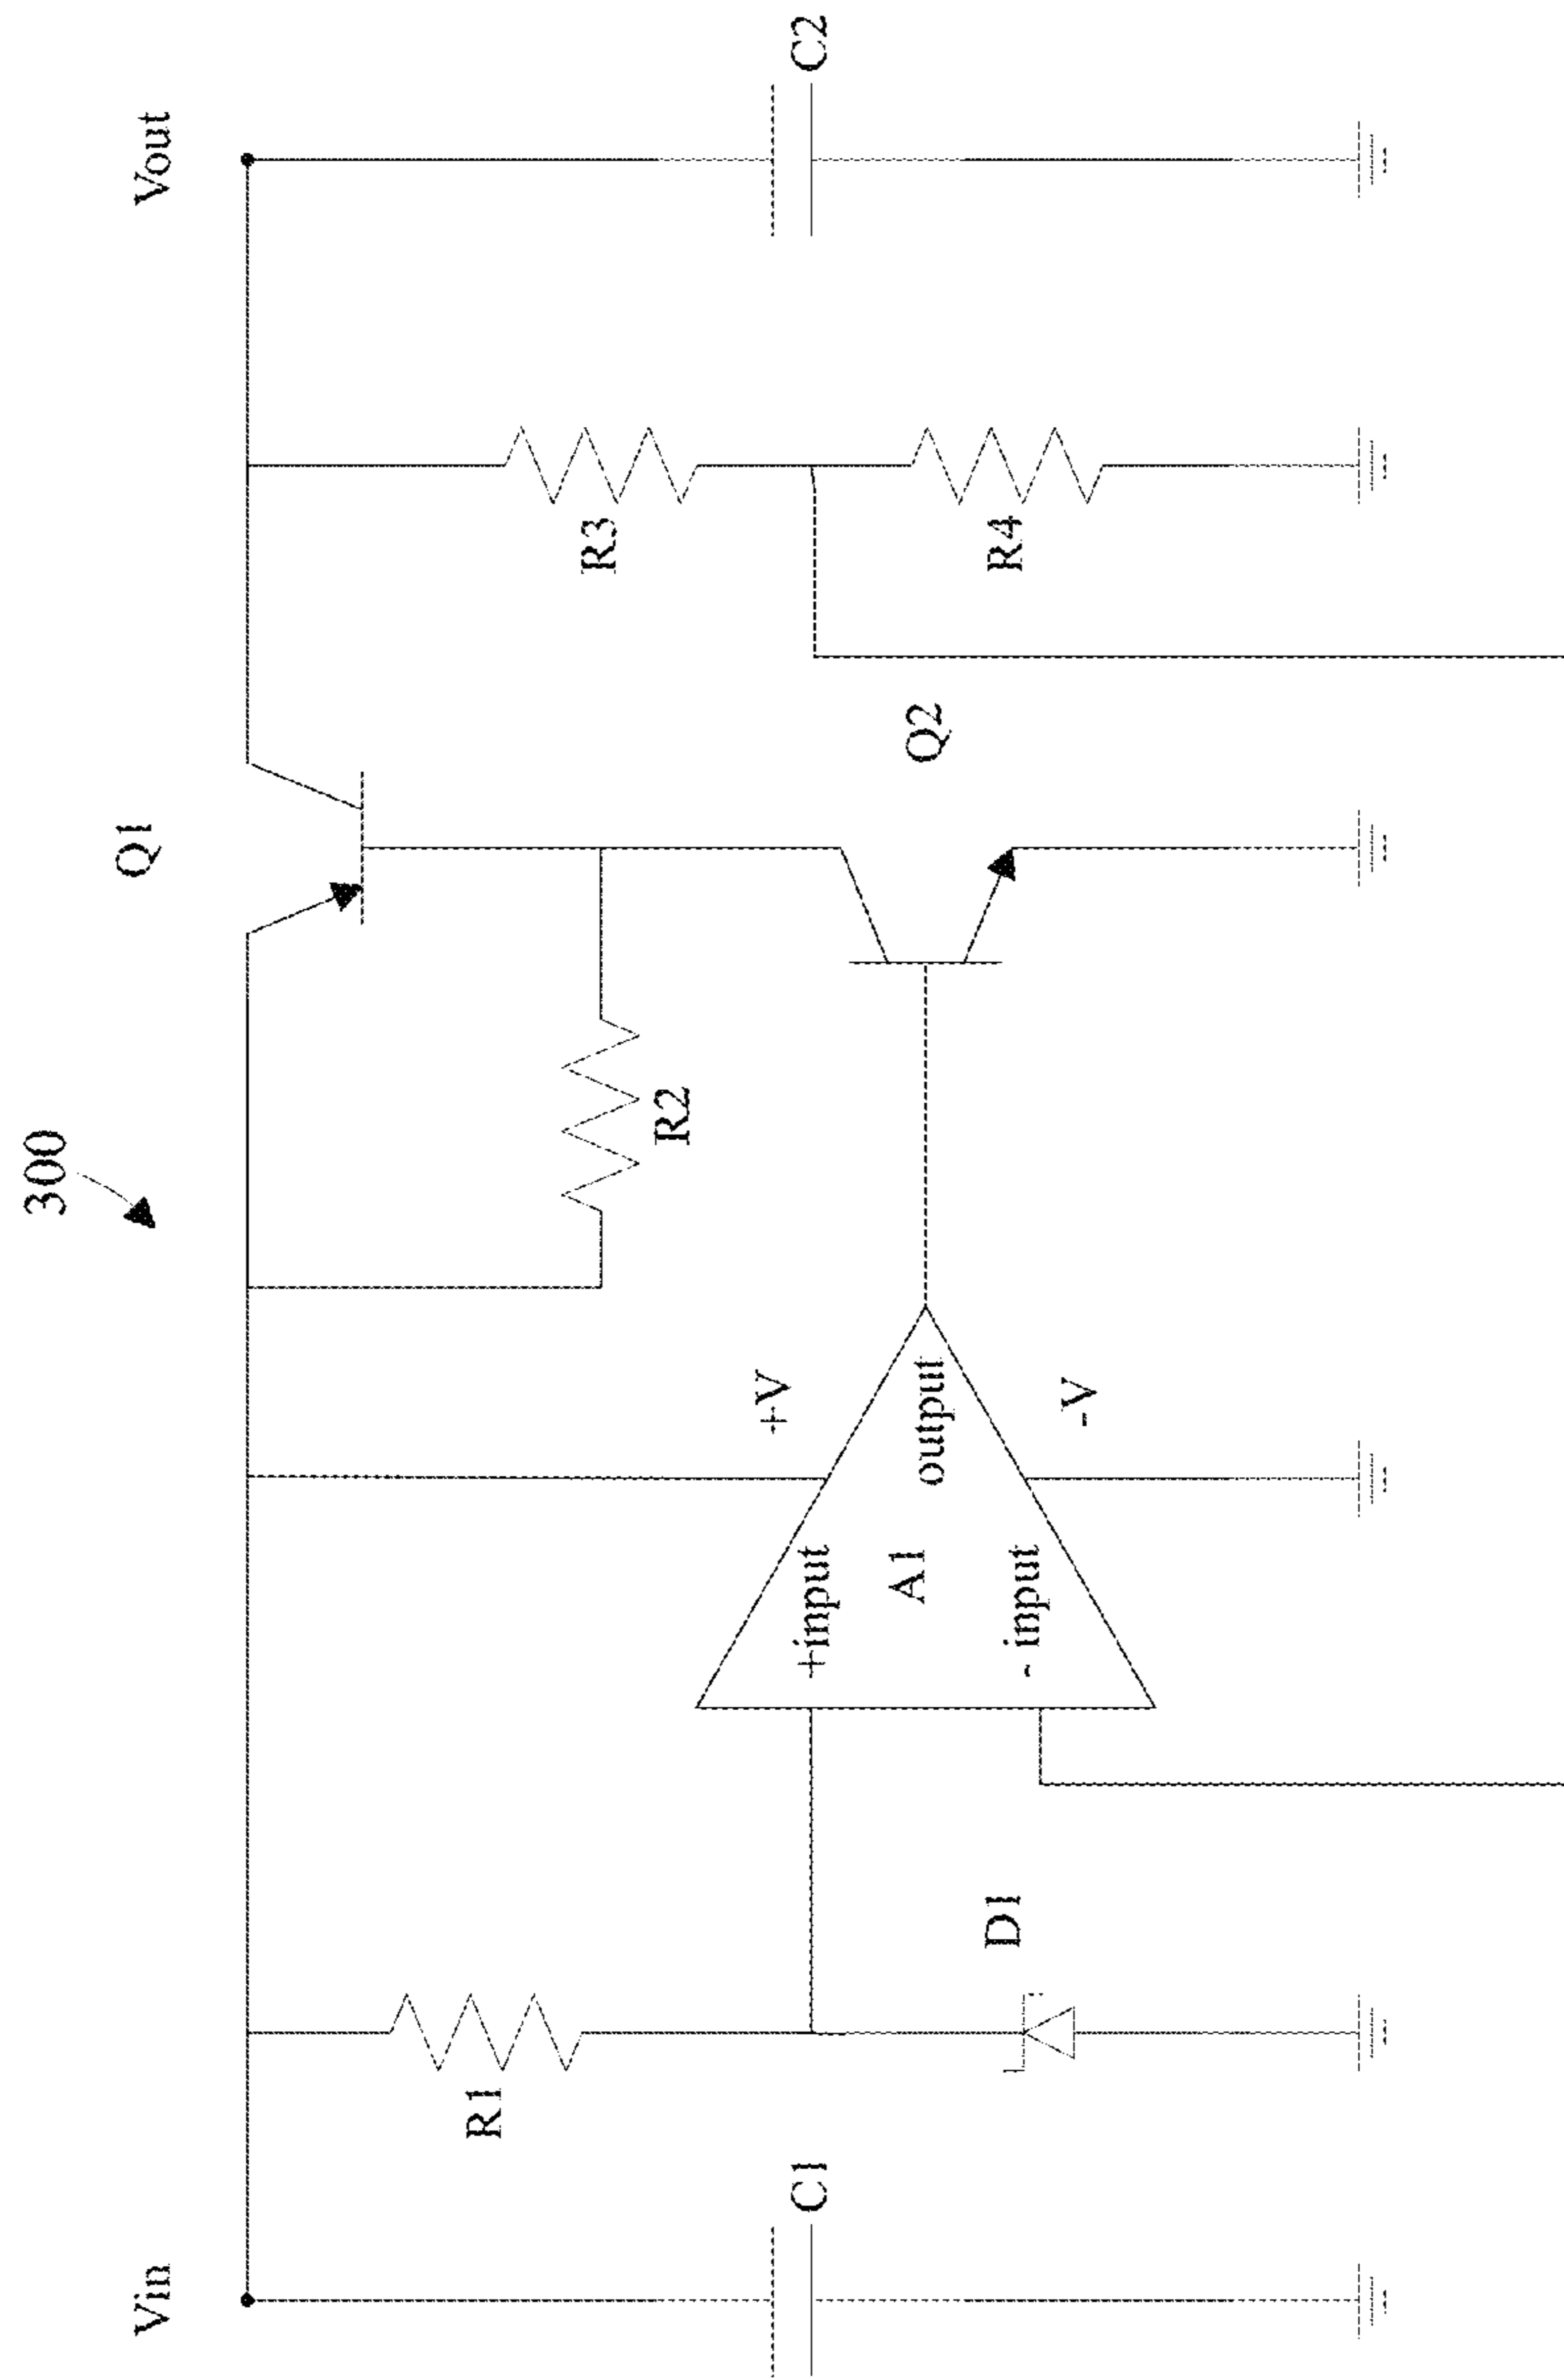 300
Vin
Q1
Vout
R1
R2
R3
C1
+V
C2
+input
A1
output
Q2
D1
- input
-V
R4